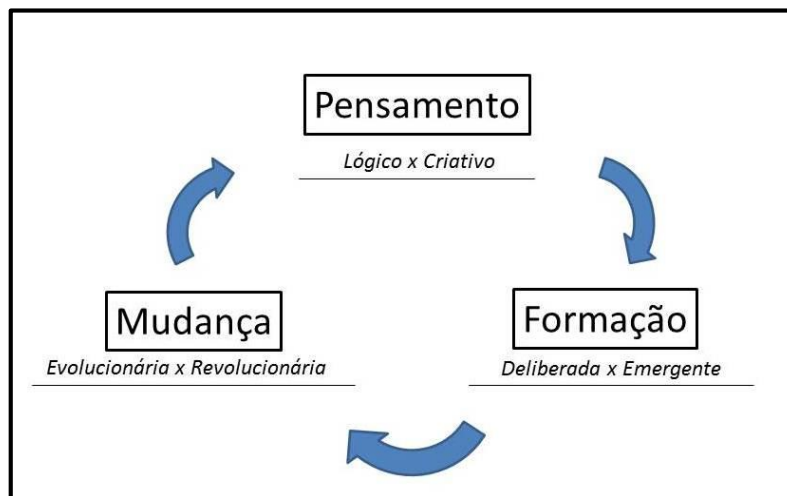 Pensamento
Lógico x Criativo
Mudança
Evolucionária x Revolucionária
Formação
Deliberada x Emergente